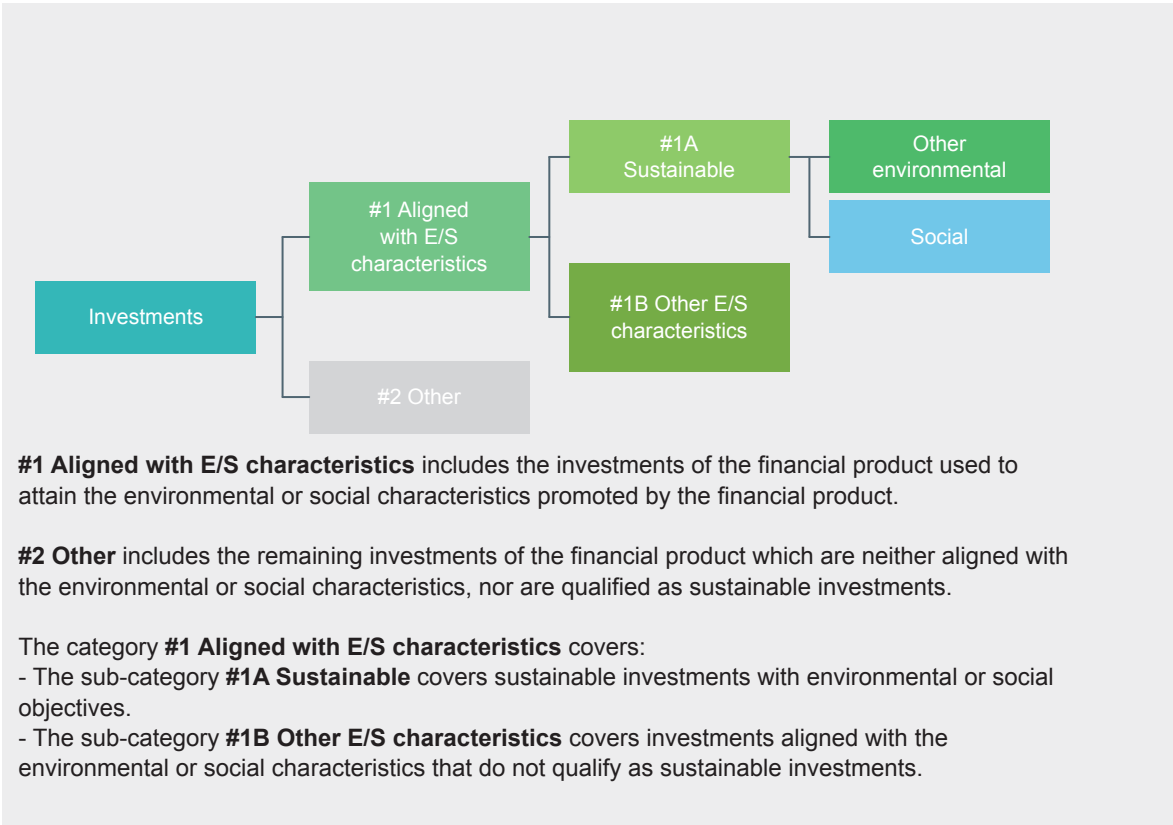 #1A
Sustainable
Other
environmental
#1 Aligned
with E/S
characteristics
Social
Investments
#1B Other E/S
characteristics
#2 Other
#1 Aligned with E/S characteristics includes the investments of the financial product used to
attain the environmental or social characteristics promoted by the financial product.
#2 Other includes the remaining investments of the financial product which are neither aligned with
the environmental or social characteristics, nor are qualified as sustainable investments.
The category #1 Aligned with E/S characteristics covers:
- The sub-category #1A Sustainable covers sustainable investments with environmental or social
objectives.
- The sub-category #1B Other E/S characteristics covers investments aligned with the
environmental or social characteristics that do not qualify as sustainable investments.